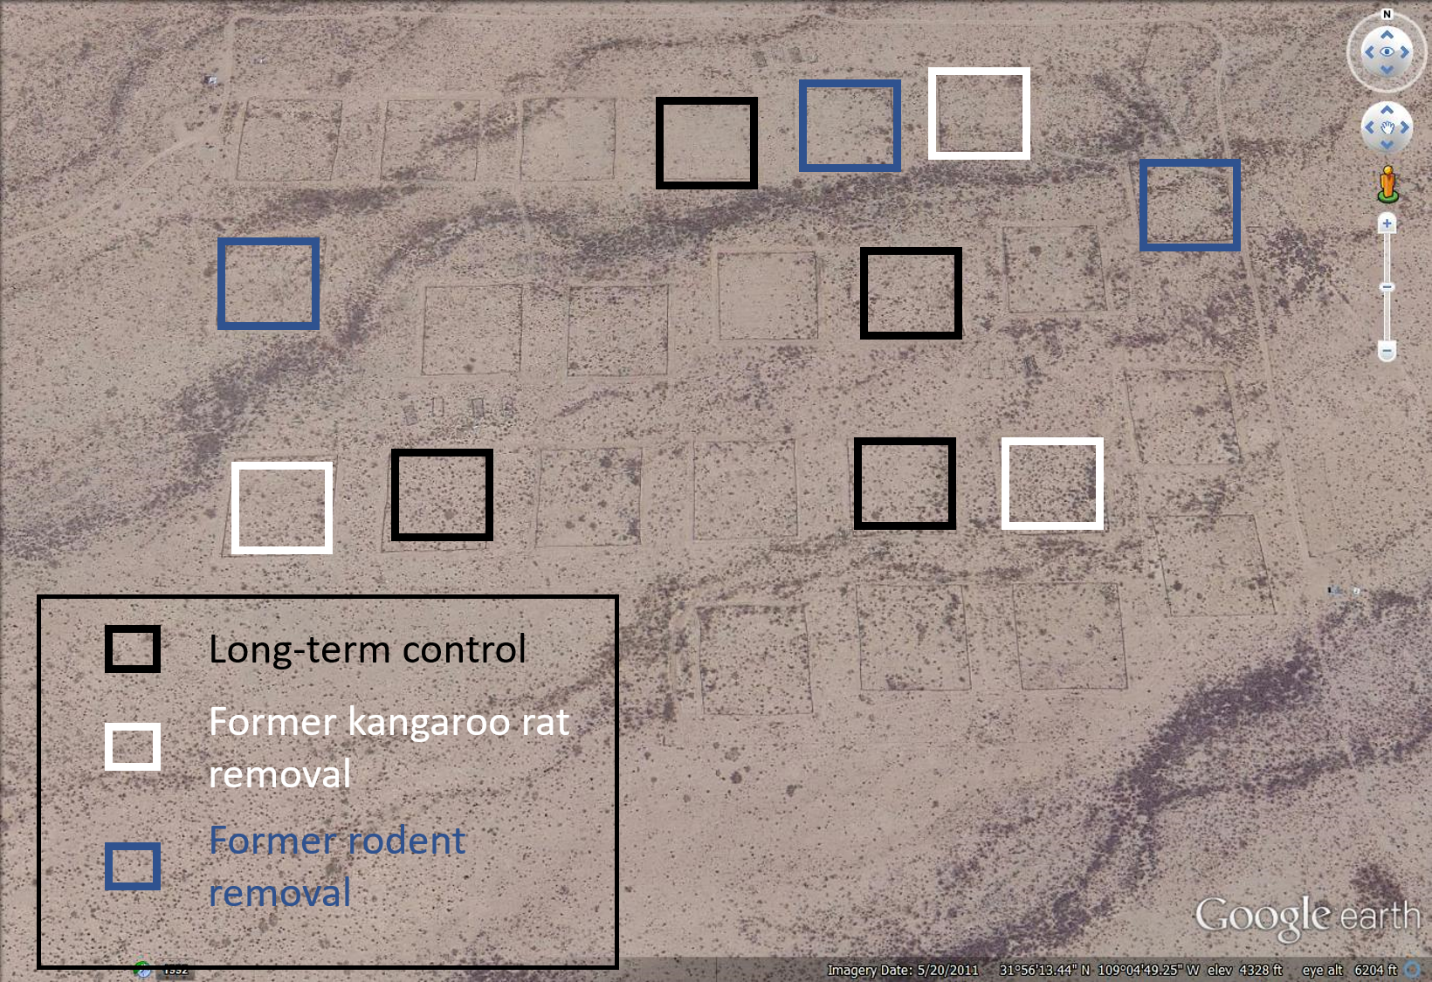 N
Long-term control
Former kangaroo rat
removal
Former rodent
removal
Google earth
1992
Imagery Date: 5/20/2011 31°56'13.44" N 109°04'49.25" W elev 4328 ft eye alt 6204 ft